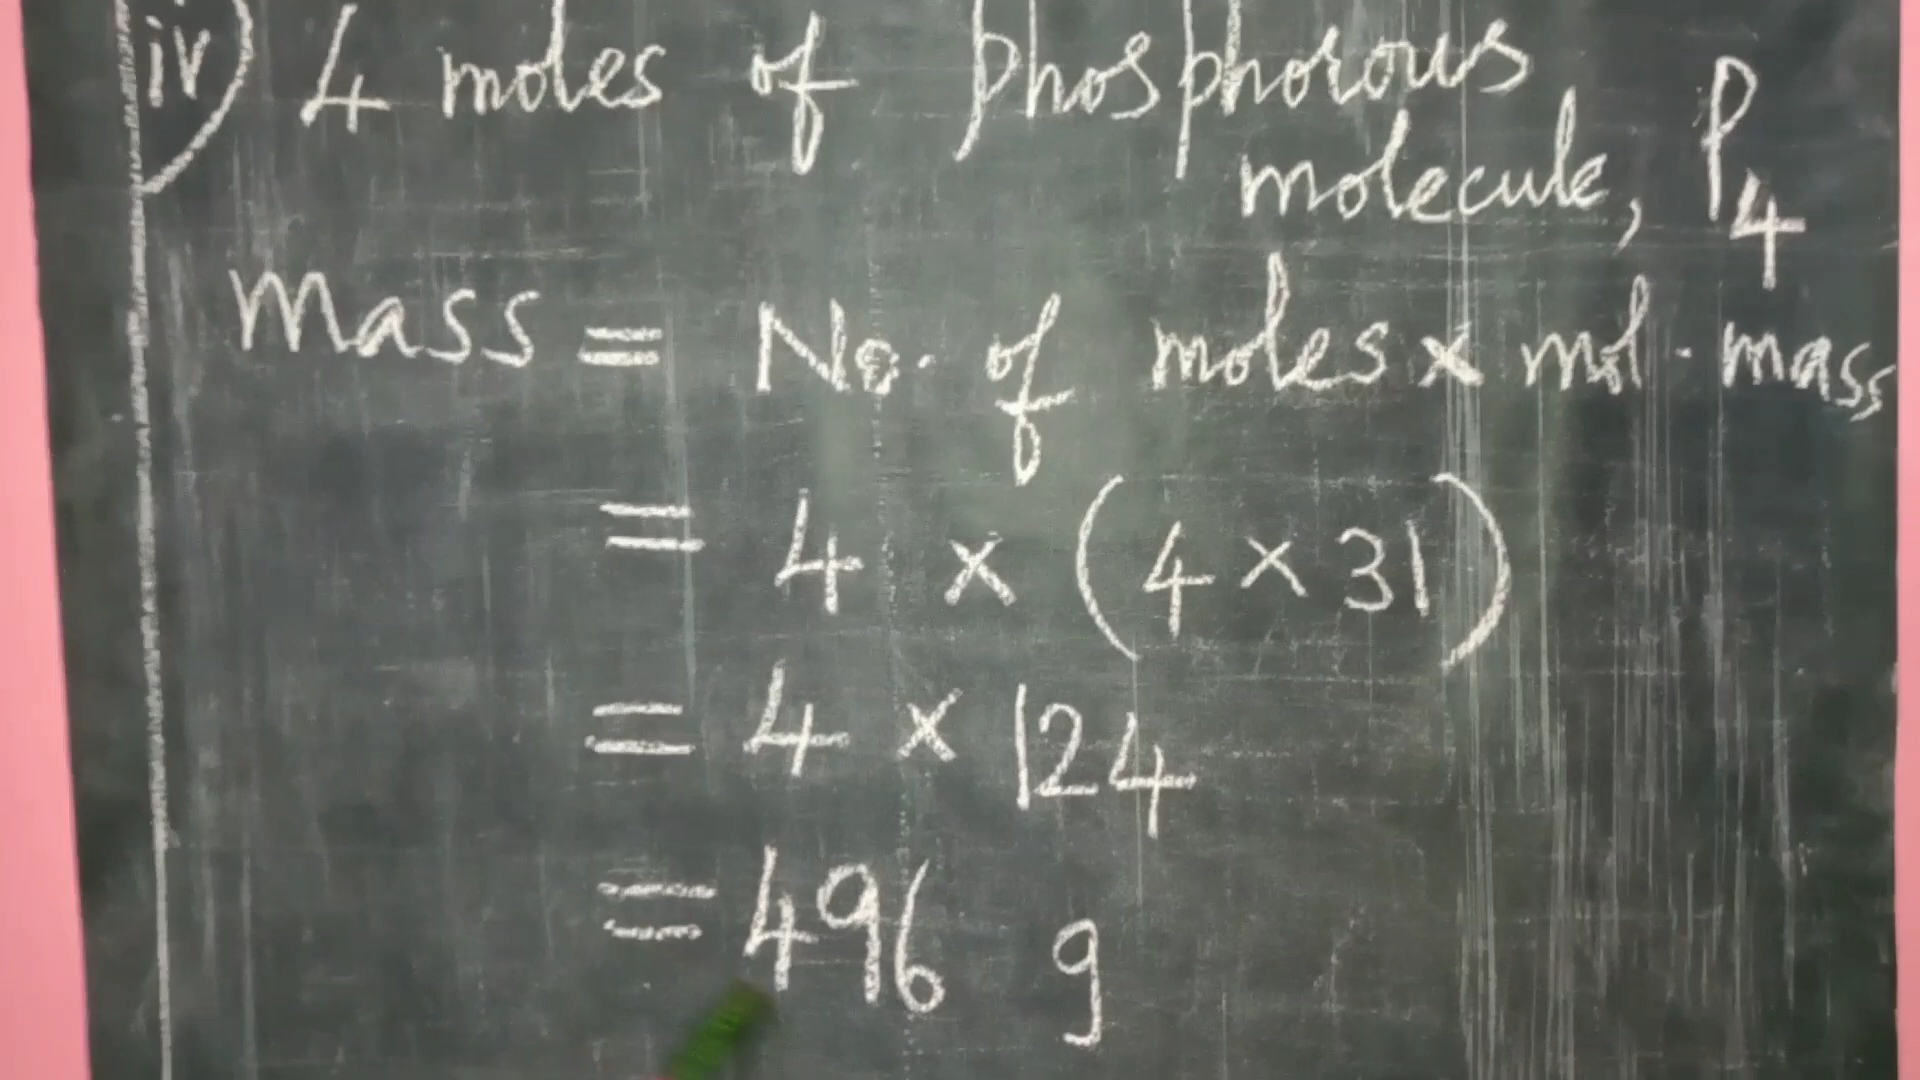 iv) 4 moles of phosphorous
molecule, P₄
Mass = No. of moles × mol. mass
= 4 × (4 × 31)
= 4 × 124
= 496 g